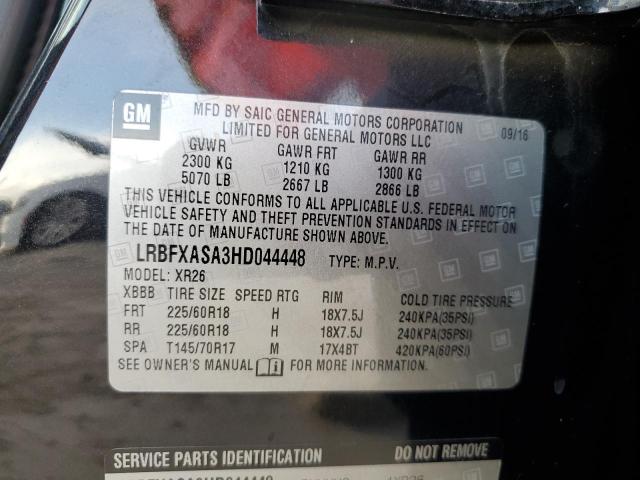 GM
MFD BY SAIC GENERAL MOTORS CORPORATION
LIMITED FOR GENERAL MOTORS LLC
09/16
GVWR GAWR FRT GAWR RR
2300 KG 1210 KG 1300 KG
5070 LB 2667 LB 2866 LB
THIS VEHICLE CONFORMS TO ALL APPLICABLE U.S. FEDERAL MOTOR
VEHICLE SAFETY AND THEFT PREVENTION STANDARDS IN EFFECT ON
THE DATE OF MANUFACTURE SHOWN ABOVE.
LRBFXASA3HD044448 TYPE: M.P.V.
MODEL: XR26
XBBB TIRE SIZE SPEED RTG RIM COLD TIRE PRESSURE
FRT 225/60R18 H 18X7.5J 240KPA(35PSI)
RR 225/60R18 H 18X7.5J 240KPA(35PSI)
SPA T145/70R17 M 17X4BT 420KPA(60PSI)
SEE OWNER'S MANUAL FOR MORE INFORMATION.
SERVICE PARTS IDENTIFICATION DO NOT REMOVE